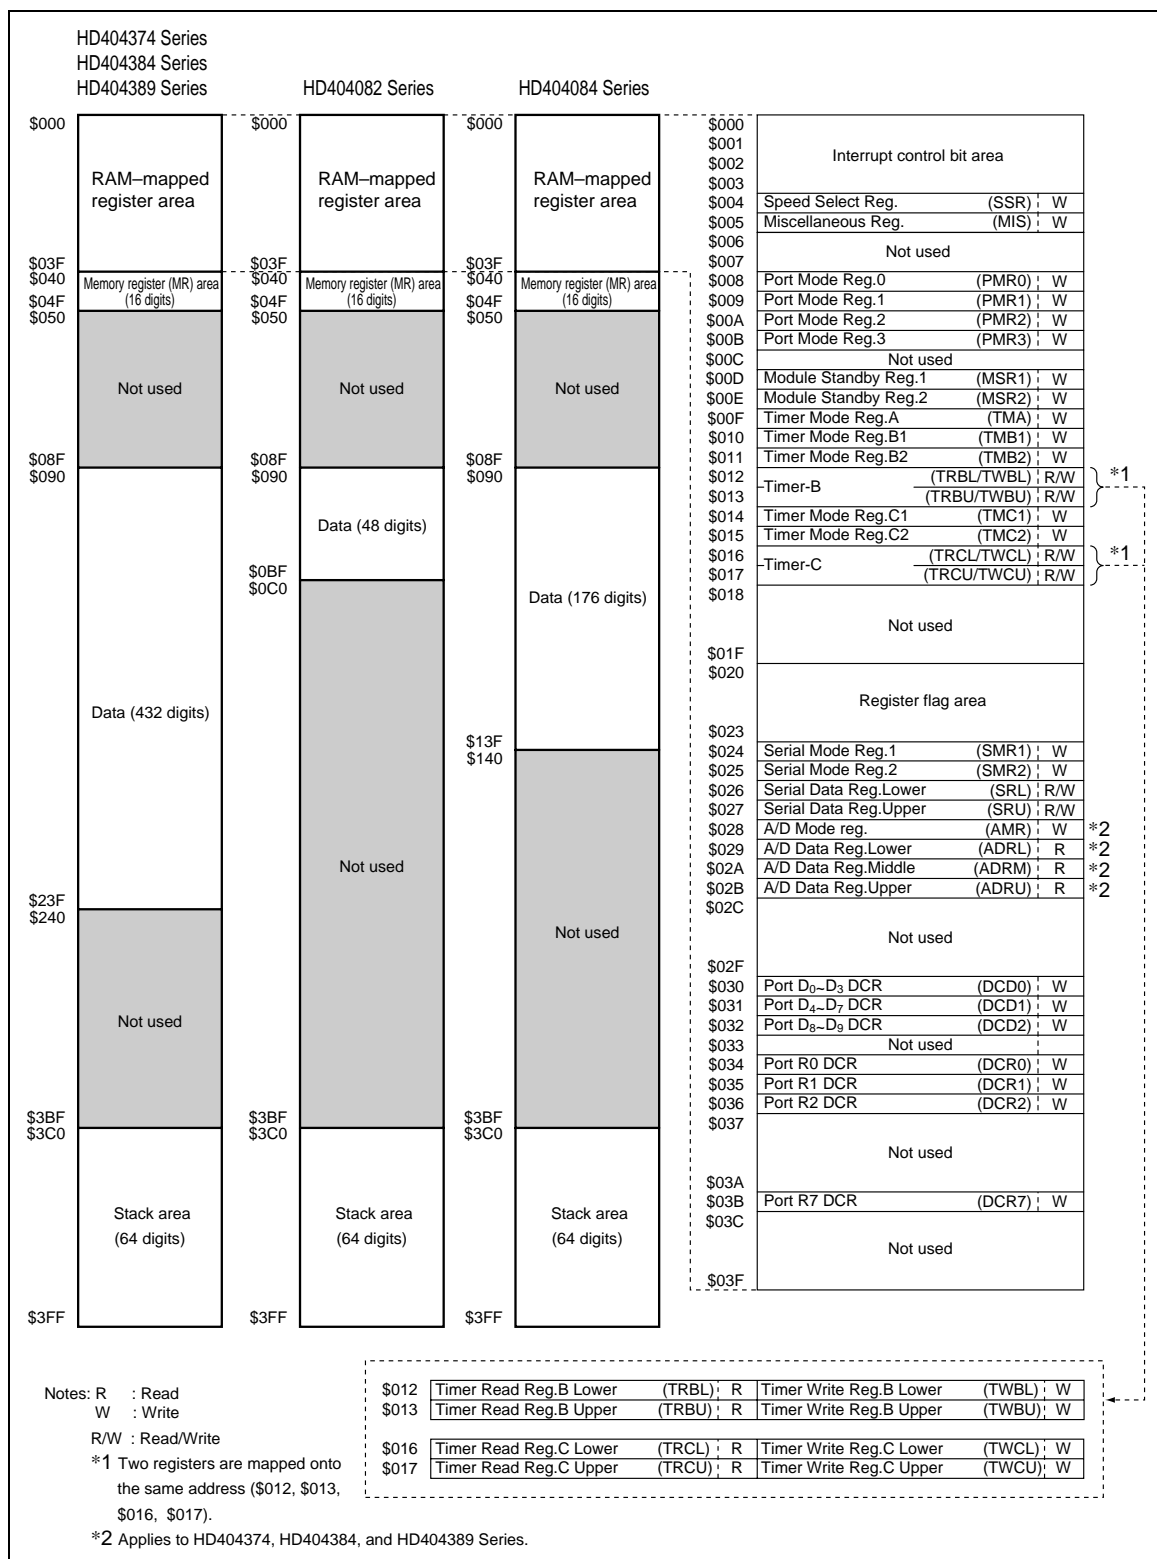 HD404374 Series
HD404384 Series
HD404389 Series
HD404082 Series
HD404084 Series
$000
RAM–mapped
register area
$03F
$040
Memory register (MR) area
(16 digits)
$04F
$050
Not used
$08F
$090
Data (432 digits)
$23F
$240
Not used
$3BF
$3C0
Stack area
(64 digits)
$3FF
$000
RAM–mapped
register area
$03F
$040
Memory register (MR) area
(16 digits)
$04F
$050
Not used
$08F
$090
Data (48 digits)
$0BF
$0C0
Not used
$3BF
$3C0
Stack area
(64 digits)
$3FF
$000
RAM–mapped
register area
$03F
$040
Memory register (MR) area
(16 digits)
$04F
$050
Not used
$08F
$090
Data (176 digits)
$13F
$140
Not used
$3BF
$3C0
Stack area
(64 digits)
$3FF
$000
$001
Interrupt control bit area
$002
$003
$004 Speed Select Reg. (SSR) W
$005 Miscellaneous Reg. (MIS) W
$006
Not used
$007
$008 Port Mode Reg.0 (PMR0) W
$009 Port Mode Reg.1 (PMR1) W
$00A Port Mode Reg.2 (PMR2) W
$00B Port Mode Reg.3 (PMR3) W
$00C Not used
$00D Module Standby Reg.1 (MSR1) W
$00E Module Standby Reg.2 (MSR2) W
$00F Timer Mode Reg.A (TMA) W
$010 Timer Mode Reg.B1 (TMB1) W
$011 Timer Mode Reg.B2 (TMB2) W
$012 (TRBL/TWBL) R/W *1
Timer-B
$013 (TRBU/TWBU) R/W
$014 Timer Mode Reg.C1 (TMC1) W
$015 Timer Mode Reg.C2 (TMC2) W
$016 (TRCL/TWCL) R/W *1
Timer-C
$017 (TRCU/TWCU) R/W
$018
Not used
$01F
$020
Register flag area
$023
$024 Serial Mode Reg.1 (SMR1) W
$025 Serial Mode Reg.2 (SMR2) W
$026 Serial Data Reg.Lower (SRL) R/W
$027 Serial Data Reg.Upper (SRU) R/W
$028 A/D Mode reg. (AMR) W *2
$029 A/D Data Reg.Lower (ADRL) R *2
$02A A/D Data Reg.Middle (ADRM) R *2
$02B A/D Data Reg.Upper (ADRU) R *2
$02C
Not used
$02F
$030 Port D0~D3 DCR (DCD0) W
$031 Port D4~D7 DCR (DCD1) W
$032 Port D8~D9 DCR (DCD2) W
$033 Not used
$034 Port R0 DCR (DCR0) W
$035 Port R1 DCR (DCR1) W
$036 Port R2 DCR (DCR2) W
$037
Not used
$03A
$03B Port R7 DCR (DCR7) W
$03C
Not used
$03F
$012 Timer Read Reg.B Lower (TRBL) R Timer Write Reg.B Lower (TWBL) W
$013 Timer Read Reg.B Upper (TRBU) R Timer Write Reg.B Upper (TWBU) W
$016 Timer Read Reg.C Lower (TRCL) R Timer Write Reg.C Lower (TWCL) W
$017 Timer Read Reg.C Upper (TRCU) R Timer Write Reg.C Upper (TWCU) W
Notes: R : Read
W : Write
R/W : Read/Write
*1 Two registers are mapped onto
the same address ($012, $013,
$016, $017).
*2 Applies to HD404374, HD404384, and HD404389 Series.